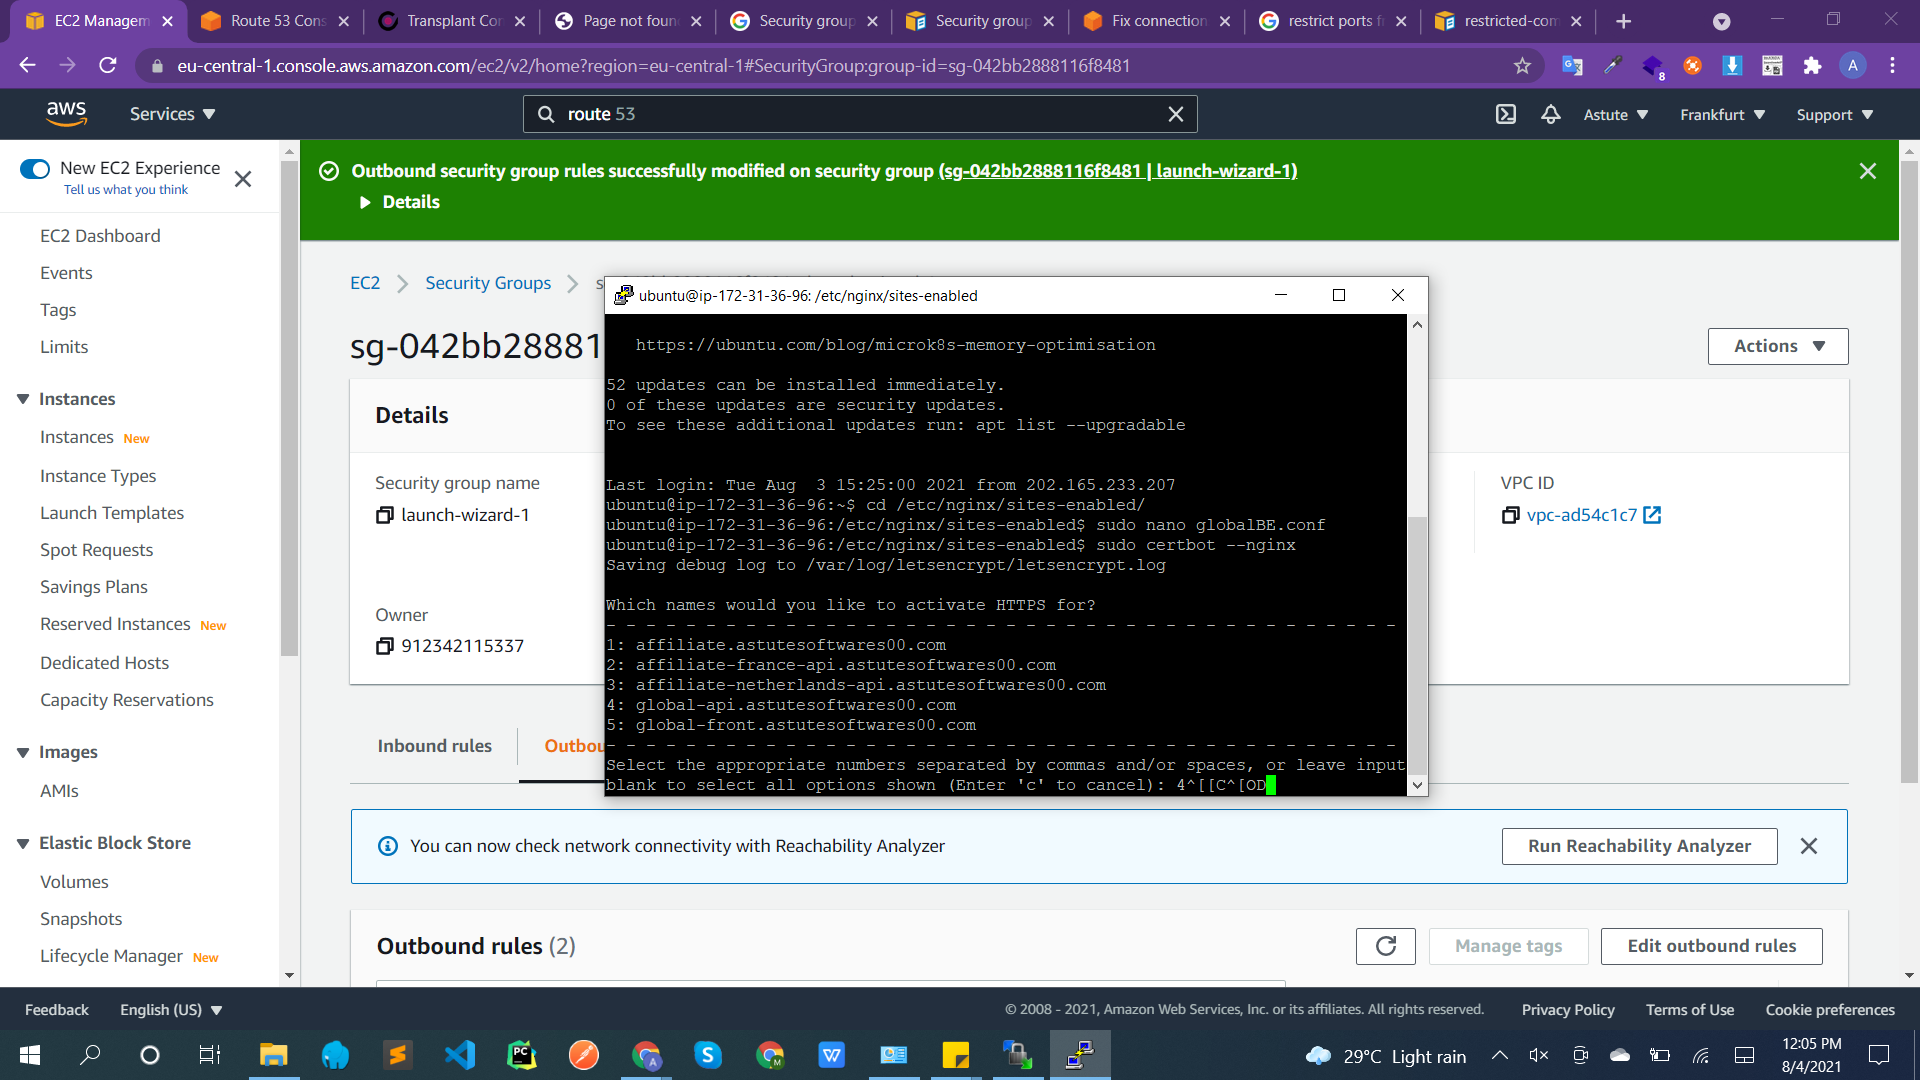 EC2 Managem
Route 53 Cons
Transplant Cor
Page not foun
Security group
Security group
Fix connection
restrict ports f
restricted-com
eu-central-1.console.aws.amazon.com/ec2/v2/home?region=eu-central-1#SecurityGroup:group-id=sg-042bb2888116f8481
8
A
aws
Services
route 53
Astute
Frankfurt
Support
New EC2 Experience
Tell us what you think
EC2 Dashboard
Events
Tags
Limits
Instances
Instances New
Instance Types
Launch Templates
Spot Requests
Savings Plans
Reserved Instances New
Dedicated Hosts
Capacity Reservations
Images
AMIs
Elastic Block Store
Volumes
Snapshots
Lifecycle Manager New
Outbound security group rules successfully modified on security group (sg-042bb2888116f8481 | launch-wizard-1)
Details
EC2
Security Groups
sg-042bb28881
Actions
Details
Security group name
launch-wizard-1
Owner
912342115337
VPC ID
vpc-ad54c1c7
Inbound rules
Outbou
ubuntu@ip-172-31-36-96: /etc/nginx/sites-enabled
https://ubuntu.com/blog/microk8s-memory-optimisation
52 updates can be installed immediately.
0 of these updates are security updates.
To see these additional updates run: apt list --upgradable
Last login: Tue Aug  3 15:25:00 2021 from 202.165.233.207
ubuntu@ip-172-31-36-96:~$ cd /etc/nginx/sites-enabled/
ubuntu@ip-172-31-36-96:/etc/nginx/sites-enabled$ sudo nano globalBE.conf
ubuntu@ip-172-31-36-96:/etc/nginx/sites-enabled$ sudo certbot --nginx
Saving debug log to /var/log/letsencrypt/letsencrypt.log
Which names would you like to activate HTTPS for?
- - - - - - - - - - - - - - - - - - - - - - - - - - - - - - - - - - - - - - - -
1: affiliate.astutesoftwares00.com
2: affiliate-france-api.astutesoftwares00.com
3: affiliate-netherlands-api.astutesoftwares00.com
4: global-api.astutesoftwares00.com
5: global-front.astutesoftwares00.com
- - - - - - - - - - - - - - - - - - - - - - - - - - - - - - - - - - - - - - - -
Select the appropriate numbers separated by commas and/or spaces, or leave input
blank to select all options shown (Enter 'c' to cancel): 4^[[C^[OD
You can now check network connectivity with Reachability Analyzer
Run Reachability Analyzer
Outbound rules (2)
Manage tags
Edit outbound rules
Feedback
English (US)
© 2008 - 2021, Amazon Web Services, Inc. or its affiliates. All rights reserved.
Privacy Policy
Terms of Use
Cookie preferences
29°C Light rain
12:05 PM
8/4/2021